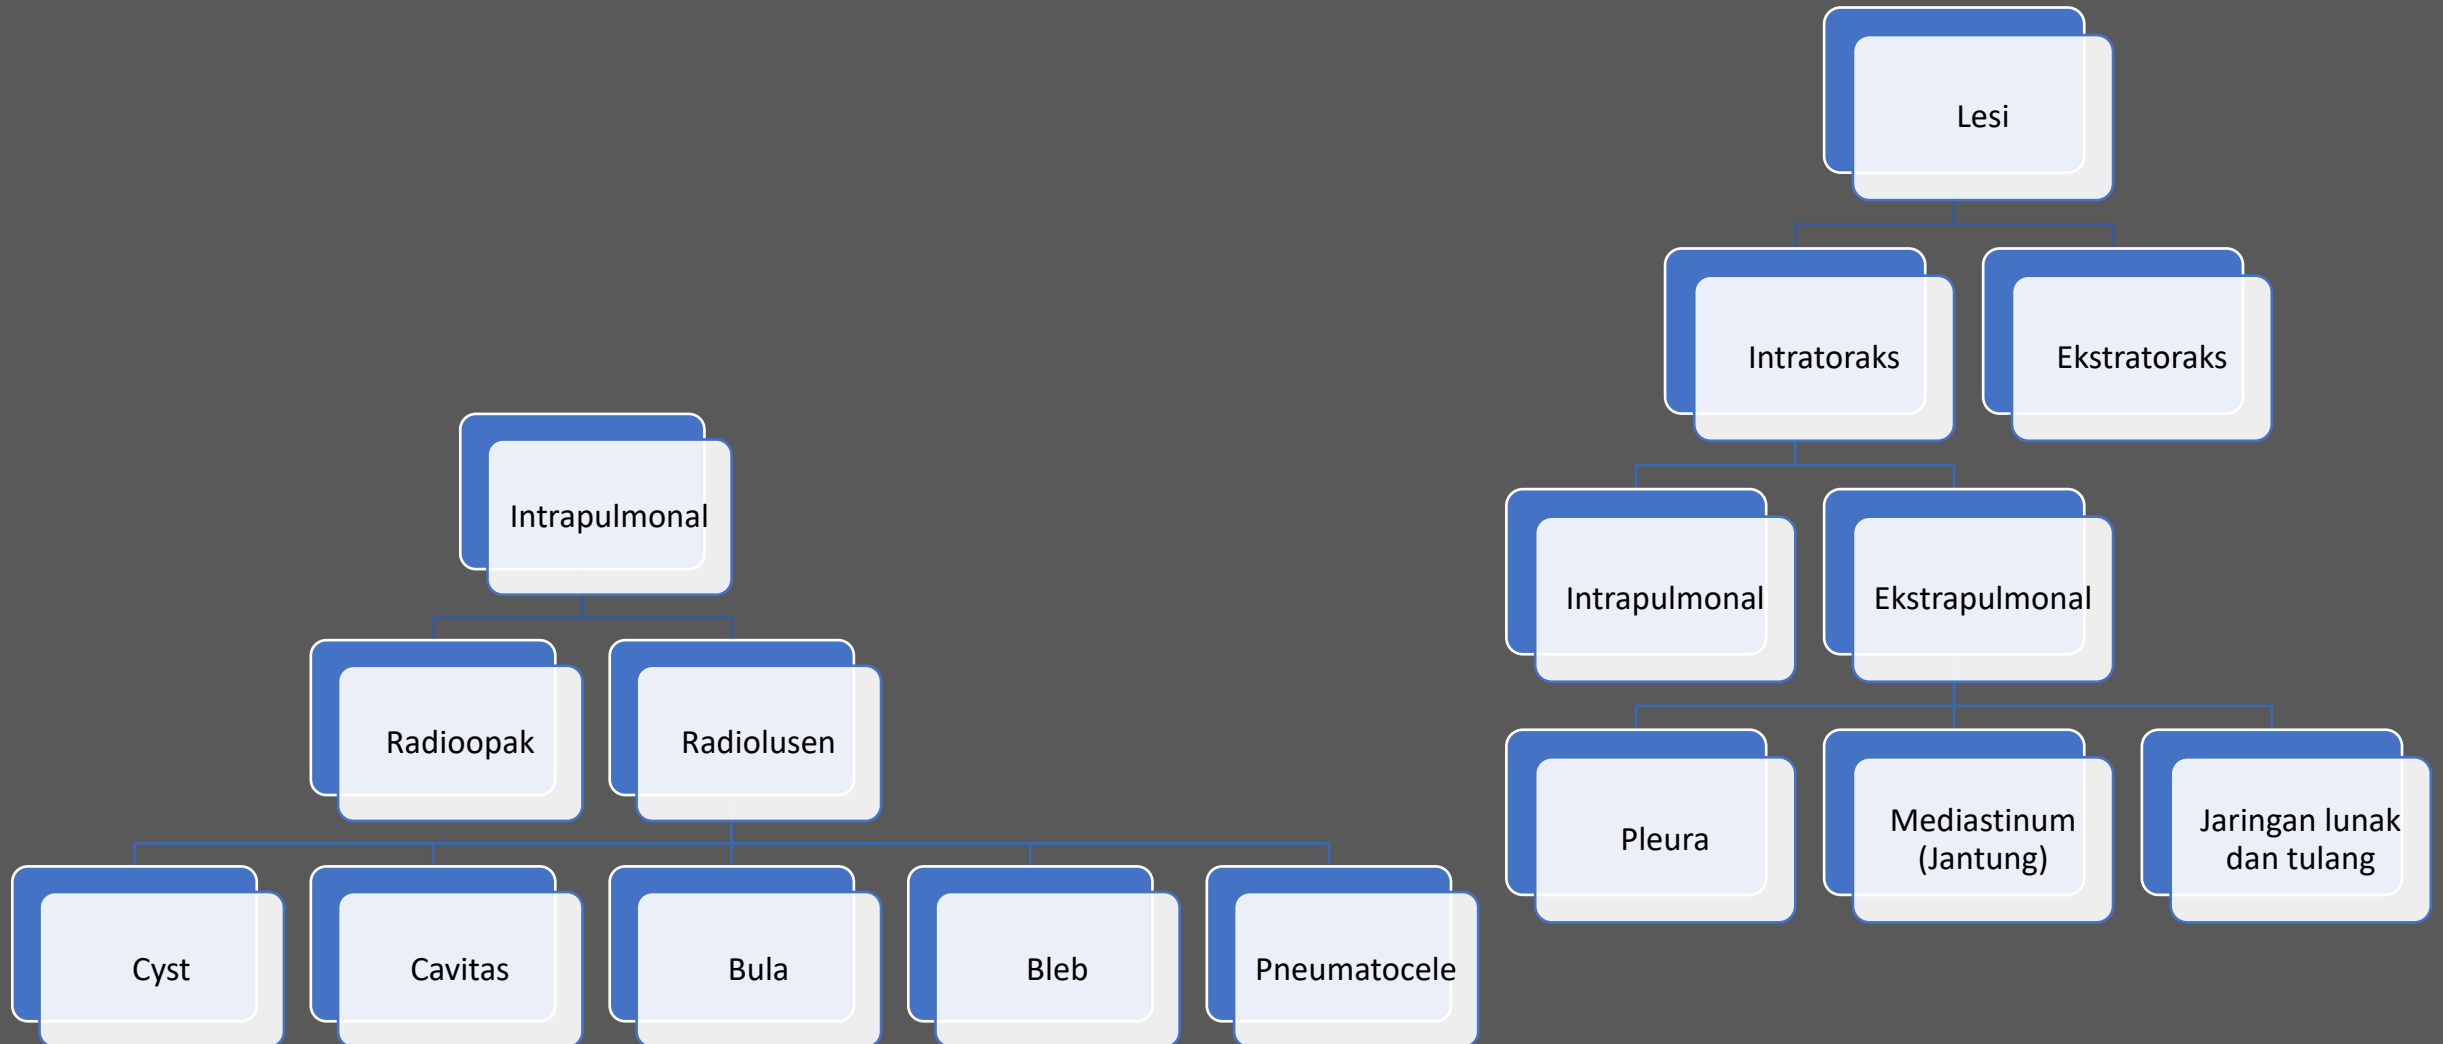 Lesi
Intratoraks
Ekstratoraks
Intrapulmonal
Ekstrapulmonal
Pleura
Mediastinum
(Jantung)
Jaringan lunak
dan tulang
Intrapulmonal
Radioopak
Radiolusen
Cyst
Cavitas
Bula
Bleb
Pneumatocele